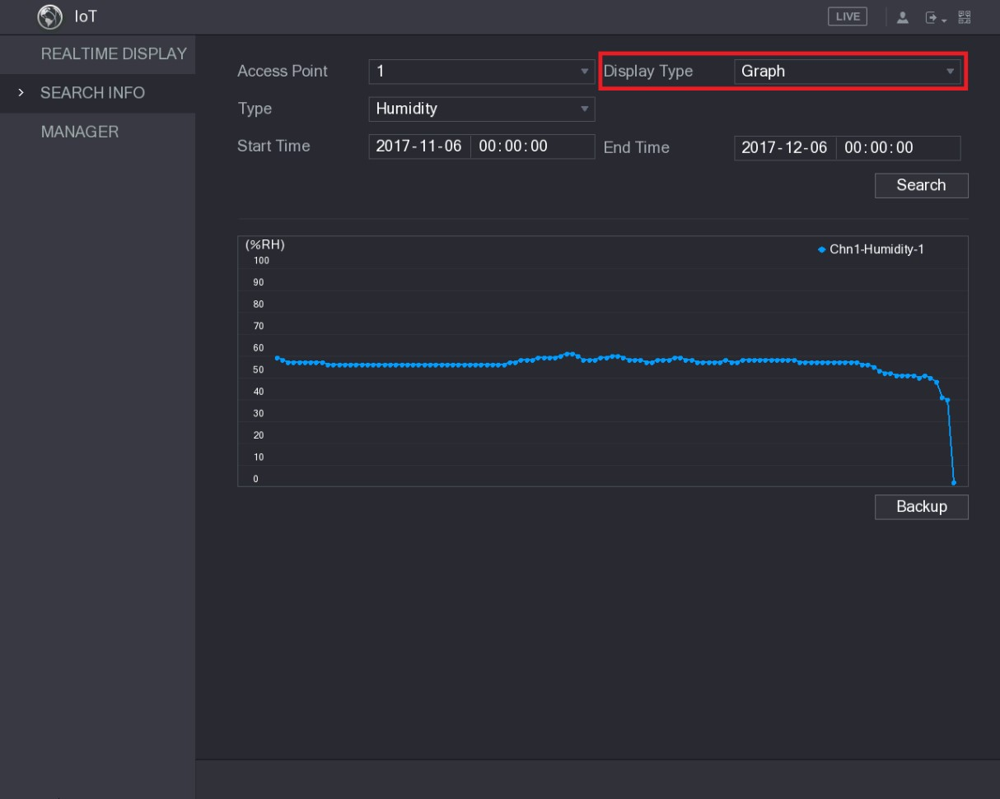 IoT
LIVE
REALTIME DISPLAY
SEARCH INFO
MANAGER
Access Point 1 Display Type Graph
Type Humidity
Start Time 2017-11-06 00:00:00 End Time 2017-12-06 00:00:00
Search
(%RH)
Chn1-Humidity-1
100
90
80
70
60
50
40
30
20
10
0
Backup